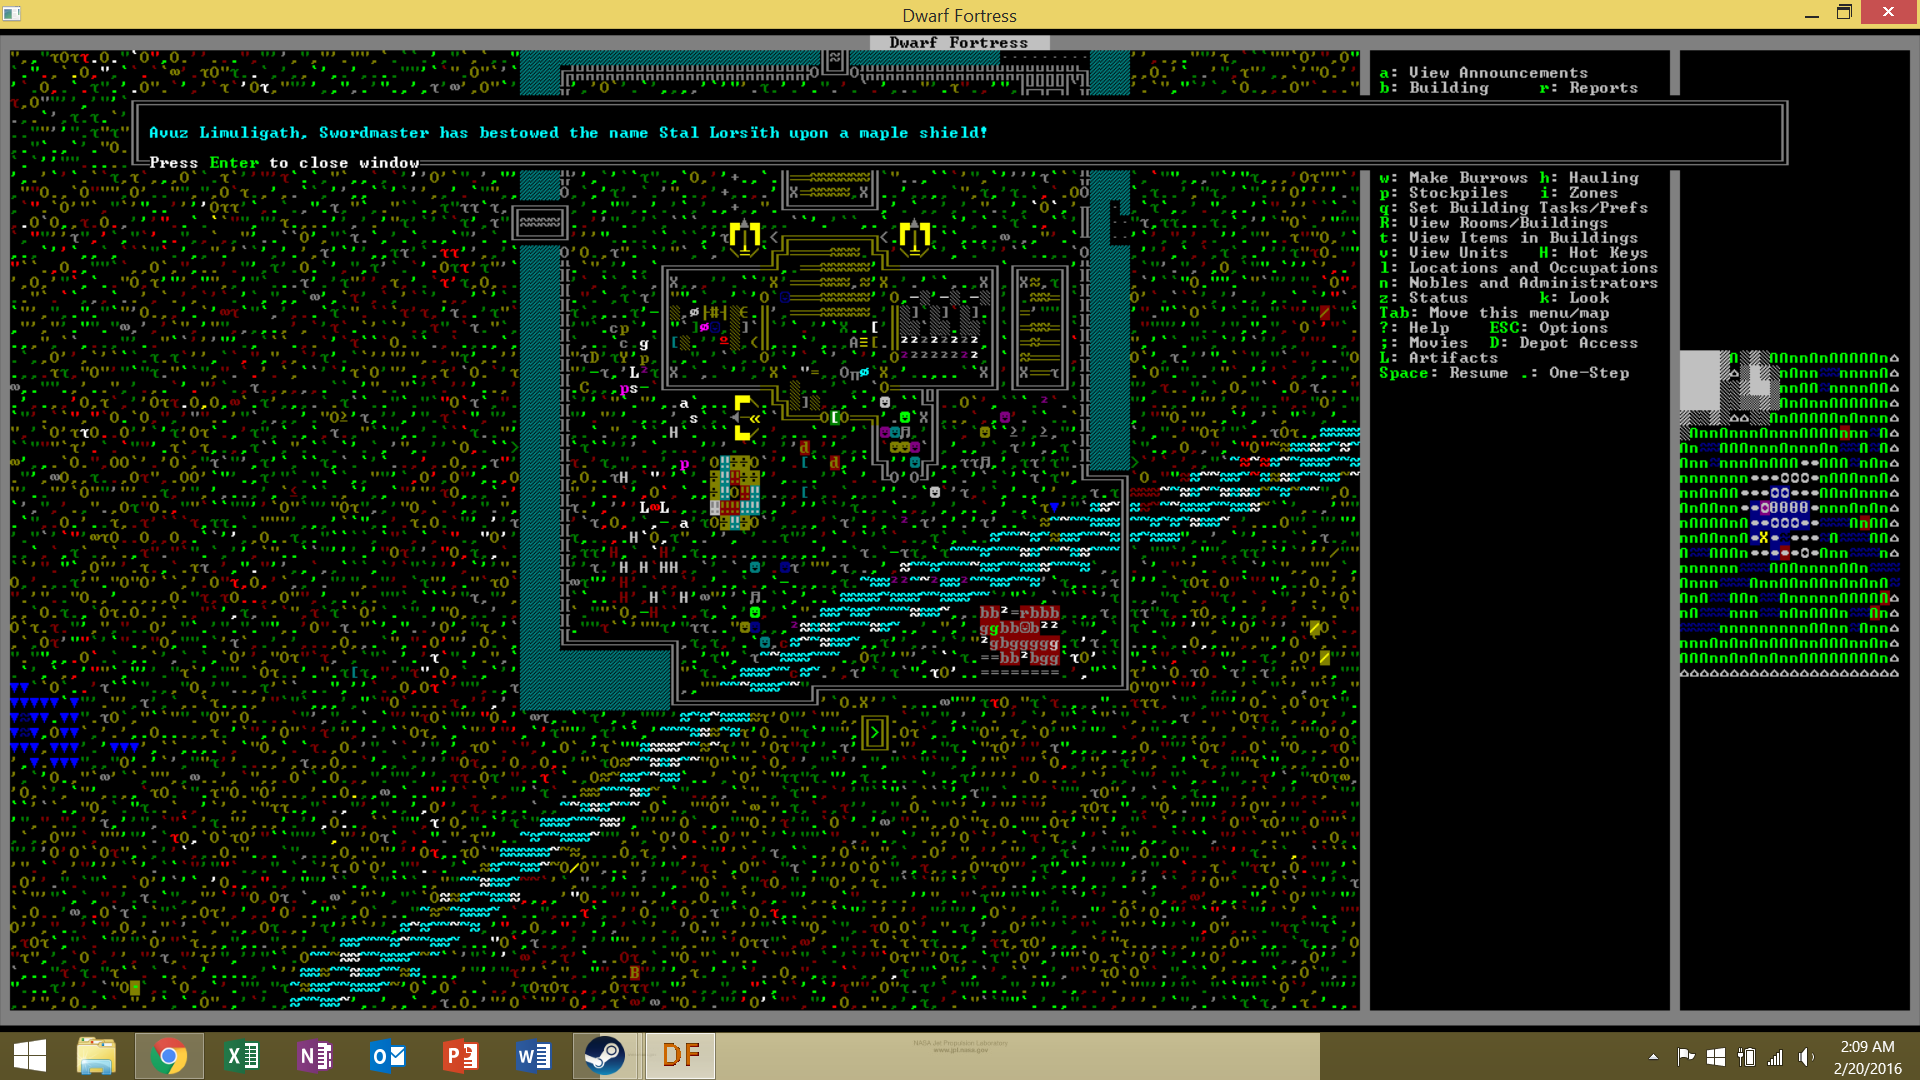 Dwarf Fortress
Dwarf Fortress
a: View Announcements
b: Building r: Reports
Avuz Limuligath, Swordmaster has bestowed the name Stal Lorsïth upon a maple shield!
Press Enter to close window
w: Make Burrows h: Hauling
p: Stockpiles i: Zones
q: Set Building Tasks/Prefs
R: View Rooms/Buildings
t: View Items in Buildings
v: View Units H: Hot Keys
l: Locations and Occupations
n: Nobles and Administrators
z: Status k: Look
Tab: Move this menu/map
?: Help ESC: Options
;: Movies D: Depot Access
L: Artifacts
Space: Resume .: One-Step
NASA Jet Propulsion Laboratory
www.jpl.nasa.gov
DF
2:09 AM
2/20/2016